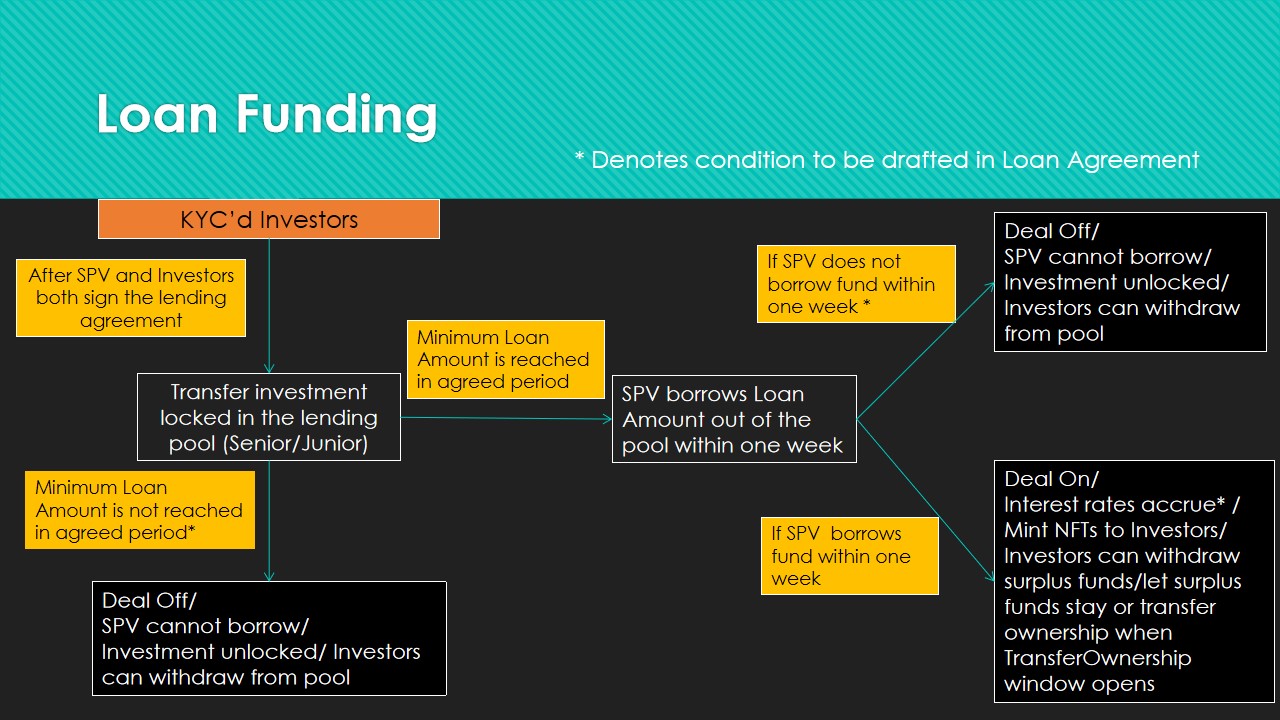 Loan Funding
* Denotes condition to be drafted in Loan Agreement
KYC’d Investors
After SPV and Investors
both sign the lending
agreement
Transfer investment
locked in the lending
pool (Senior/Junior)
Minimum Loan
Amount is not reached
in agreed period*
Deal Off/
SPV cannot borrow/
Investment unlocked/ Investors
can withdraw from pool
Minimum Loan
Amount is reached
in agreed period
SPV borrows Loan
Amount out of the
pool within one week
If SPV does not
borrow fund within
one week *
Deal Off/
SPV cannot borrow/
Investment unlocked/
Investors can withdraw
from pool
If SPV  borrows
fund within one
week
Deal On/
Interest rates accrue* /
Mint NFTs to Investors/
Investors can withdraw
surplus funds/let surplus
funds stay or transfer
ownership when
TransferOwnership
window opens